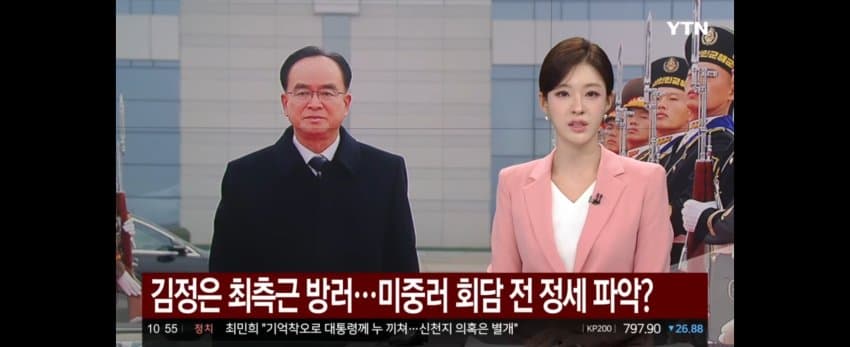 YTN
김정은 최측근 방러…미중러 회담 전 정세 파악?
10 55 정치 최민희 "기억착오로 대통령께 누 끼쳐…신천지 의혹은 별개" KP200 797.90 ▼26.88